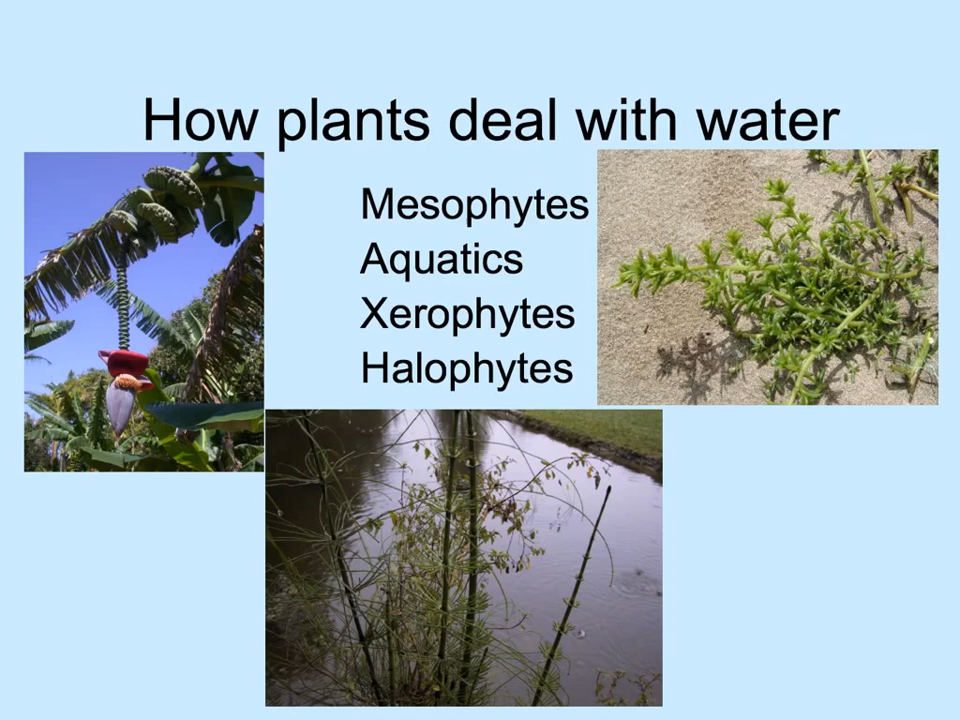 How plants deal with water
Mesophytes
Aquatics
Xerophytes
Halophytes